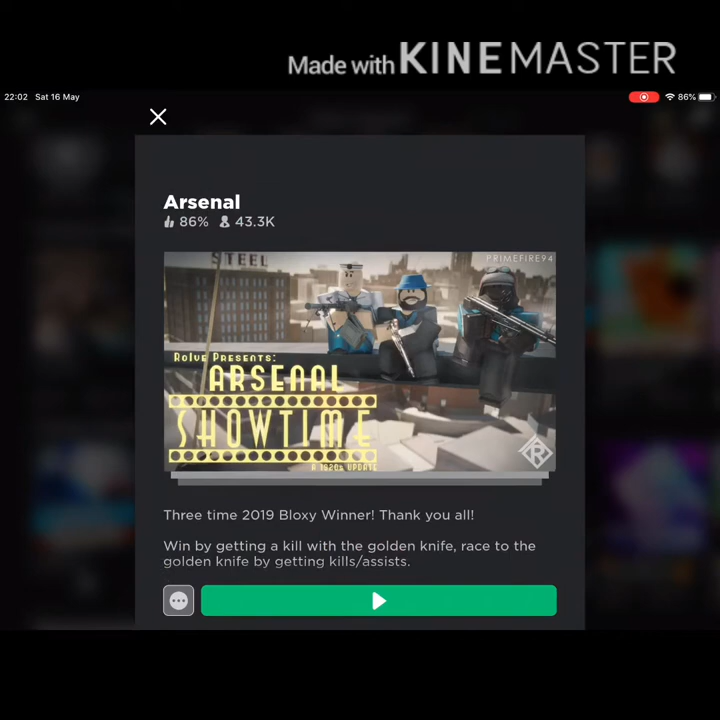 Made with KINEMASTER
22:02 Sat 16 May
86%
Arsenal
86% 43.3K
STEEL
PRIMEFIRE94
Rolve Presents:
ARSENAL
SHOWTIME
A 1920s UPDATE
Three time 2019 Bloxy Winner! Thank you all!
Win by getting a kill with the golden knife, race to the
golden knife by getting kills/assists.